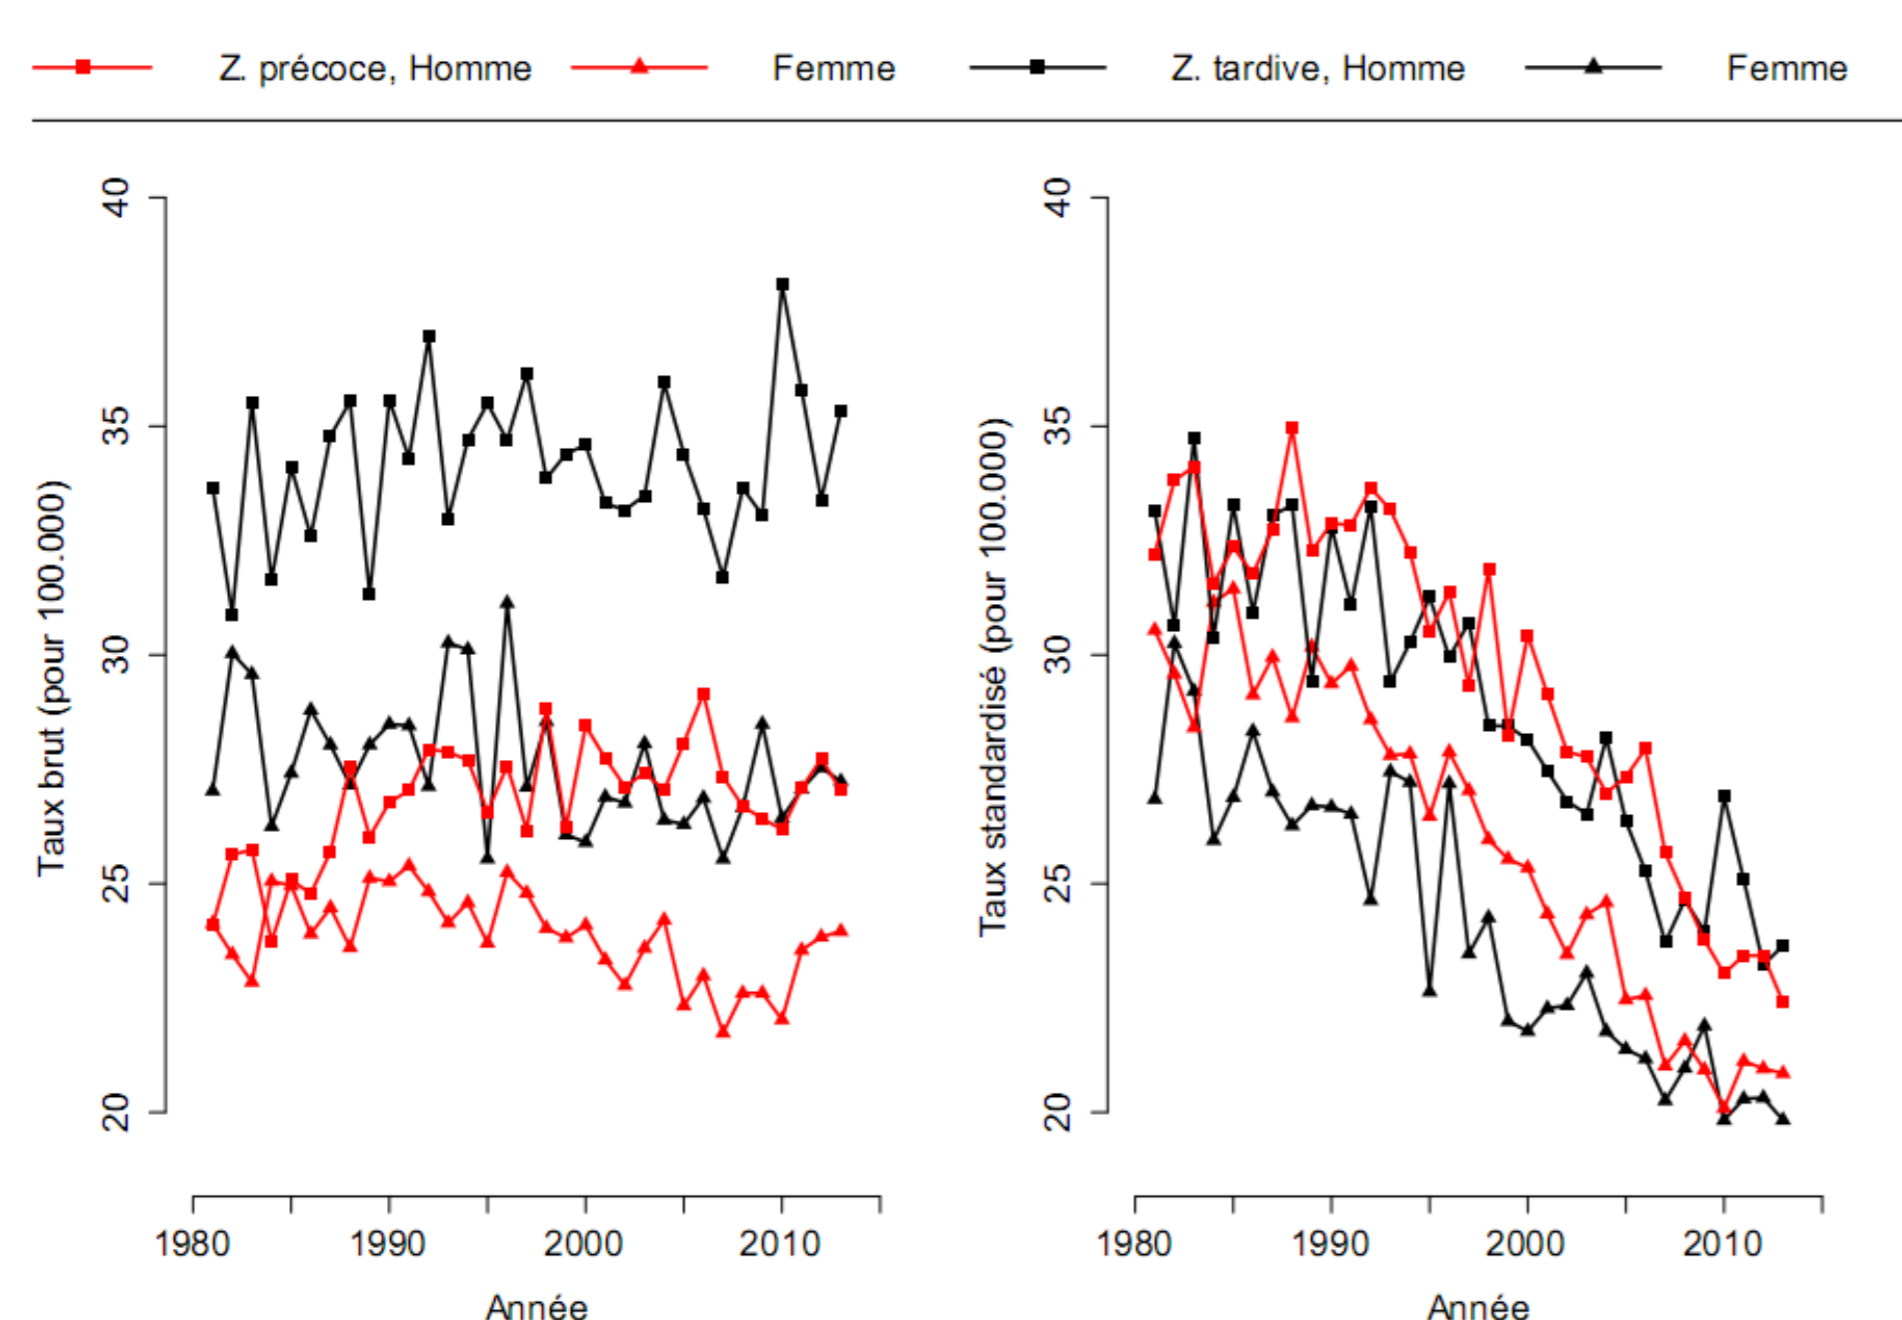 Z. précoce, Homme Femme Z. tardive, Homme Femme
Taux brut (pour 100.000)
40
35
30
25
20
1980 1990 2000 2010
Année
Taux standardisé (pour 100.000)
40
35
30
25
20
1980 1990 2000 2010
Année